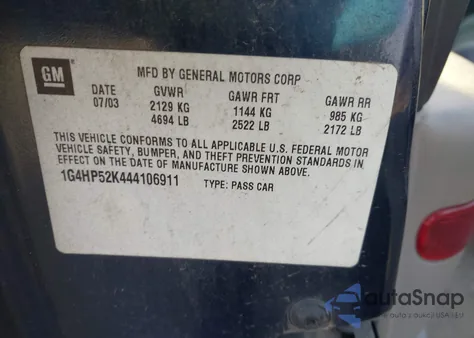 GM
MFD BY GENERAL MOTORS CORP
DATE GVWR GAWR FRT GAWR RR
07/03 2129 KG 1144 KG 985 KG
4694 LB 2522 LB 2172 LB
THIS VEHICLE CONFORMS TO ALL APPLICABLE U.S. FEDERAL MOTOR
VEHICLE SAFETY, BUMPER, AND THEFT PREVENTION STANDARDS IN
EFFECT ON THE DATE OF MANUFACTURE SHOWN ABOVE.
1G4HP52K444106911 TYPE: PASS CAR
autoSnap